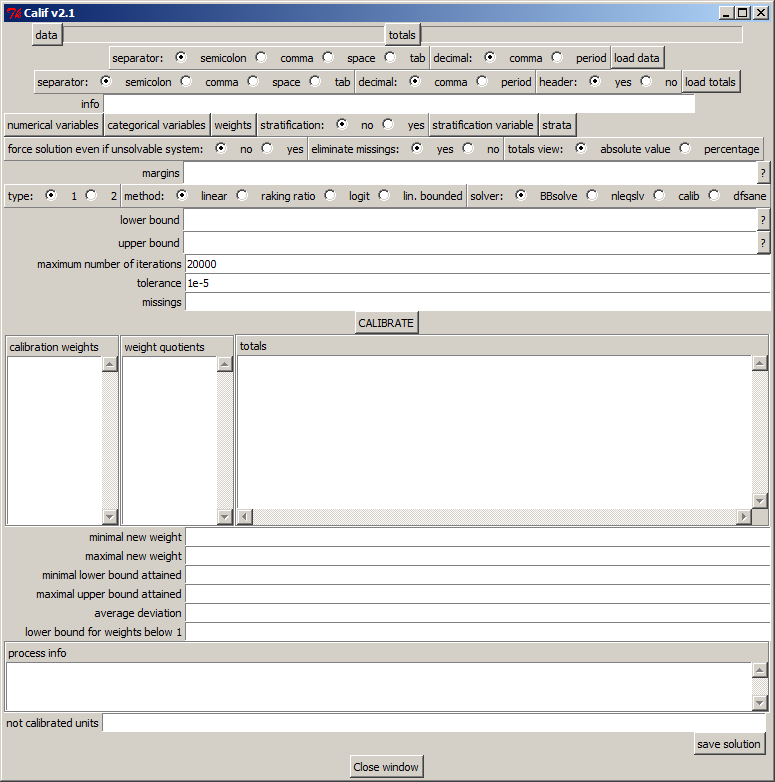 Calif v2.1
data totals
separator: semicolon comma space tab decimal: comma period load data
separator: semicolon comma space tab decimal: comma period header: yes no load totals
info
numerical variables categorical variables weights stratification: no yes stratification variable strata
force solution even if unsolvable system: no yes eliminate missings: yes no totals view: absolute value percentage
margins ?
type: 1 2 method: linear raking ratio logit lin. bounded solver: BBsolve nleqslv calib dfsane
lower bound ?
upper bound ?
maximum number of iterations 20000
tolerance 1e-5
missings
CALIBRATE
calibration weights weight quotients totals
minimal new weight
maximal new weight
minimal lower bound attained
maximal upper bound attained
average deviation
lower bound for weights below 1
process info
not calibrated units
save solution
Close window